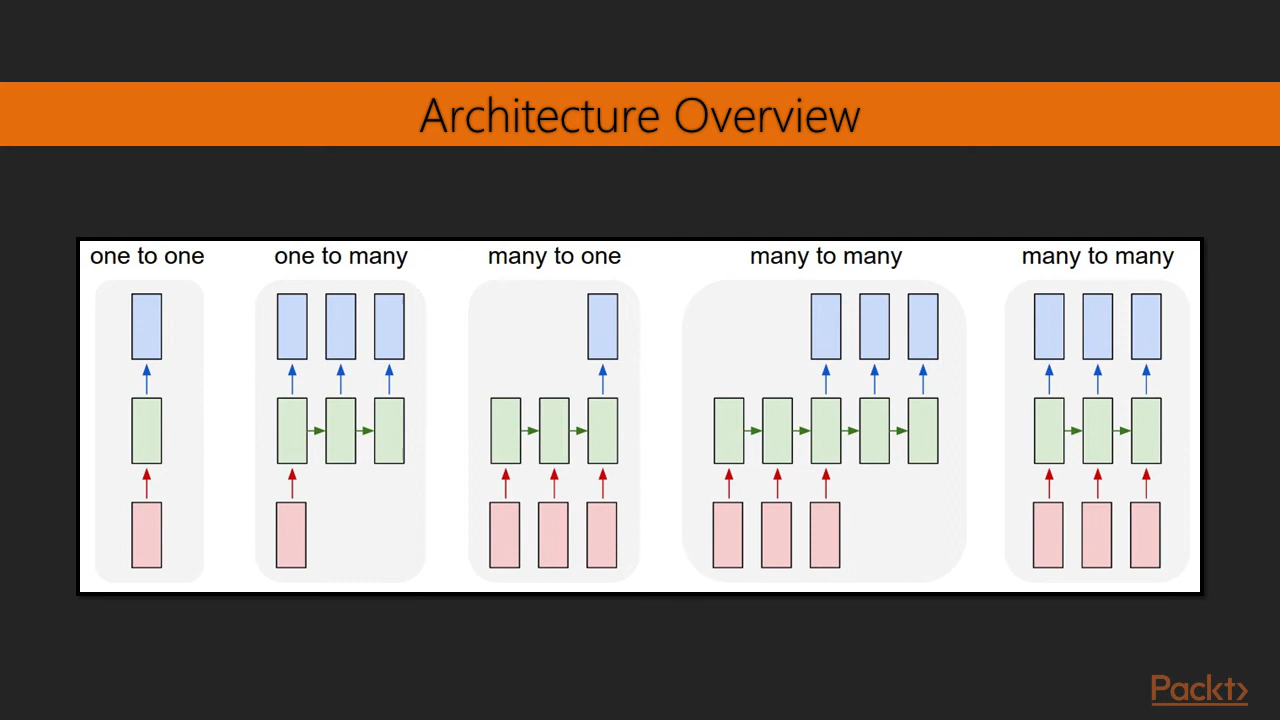 Architecture Overview
one to one
one to many
many to one
many to many
many to many
Packt>